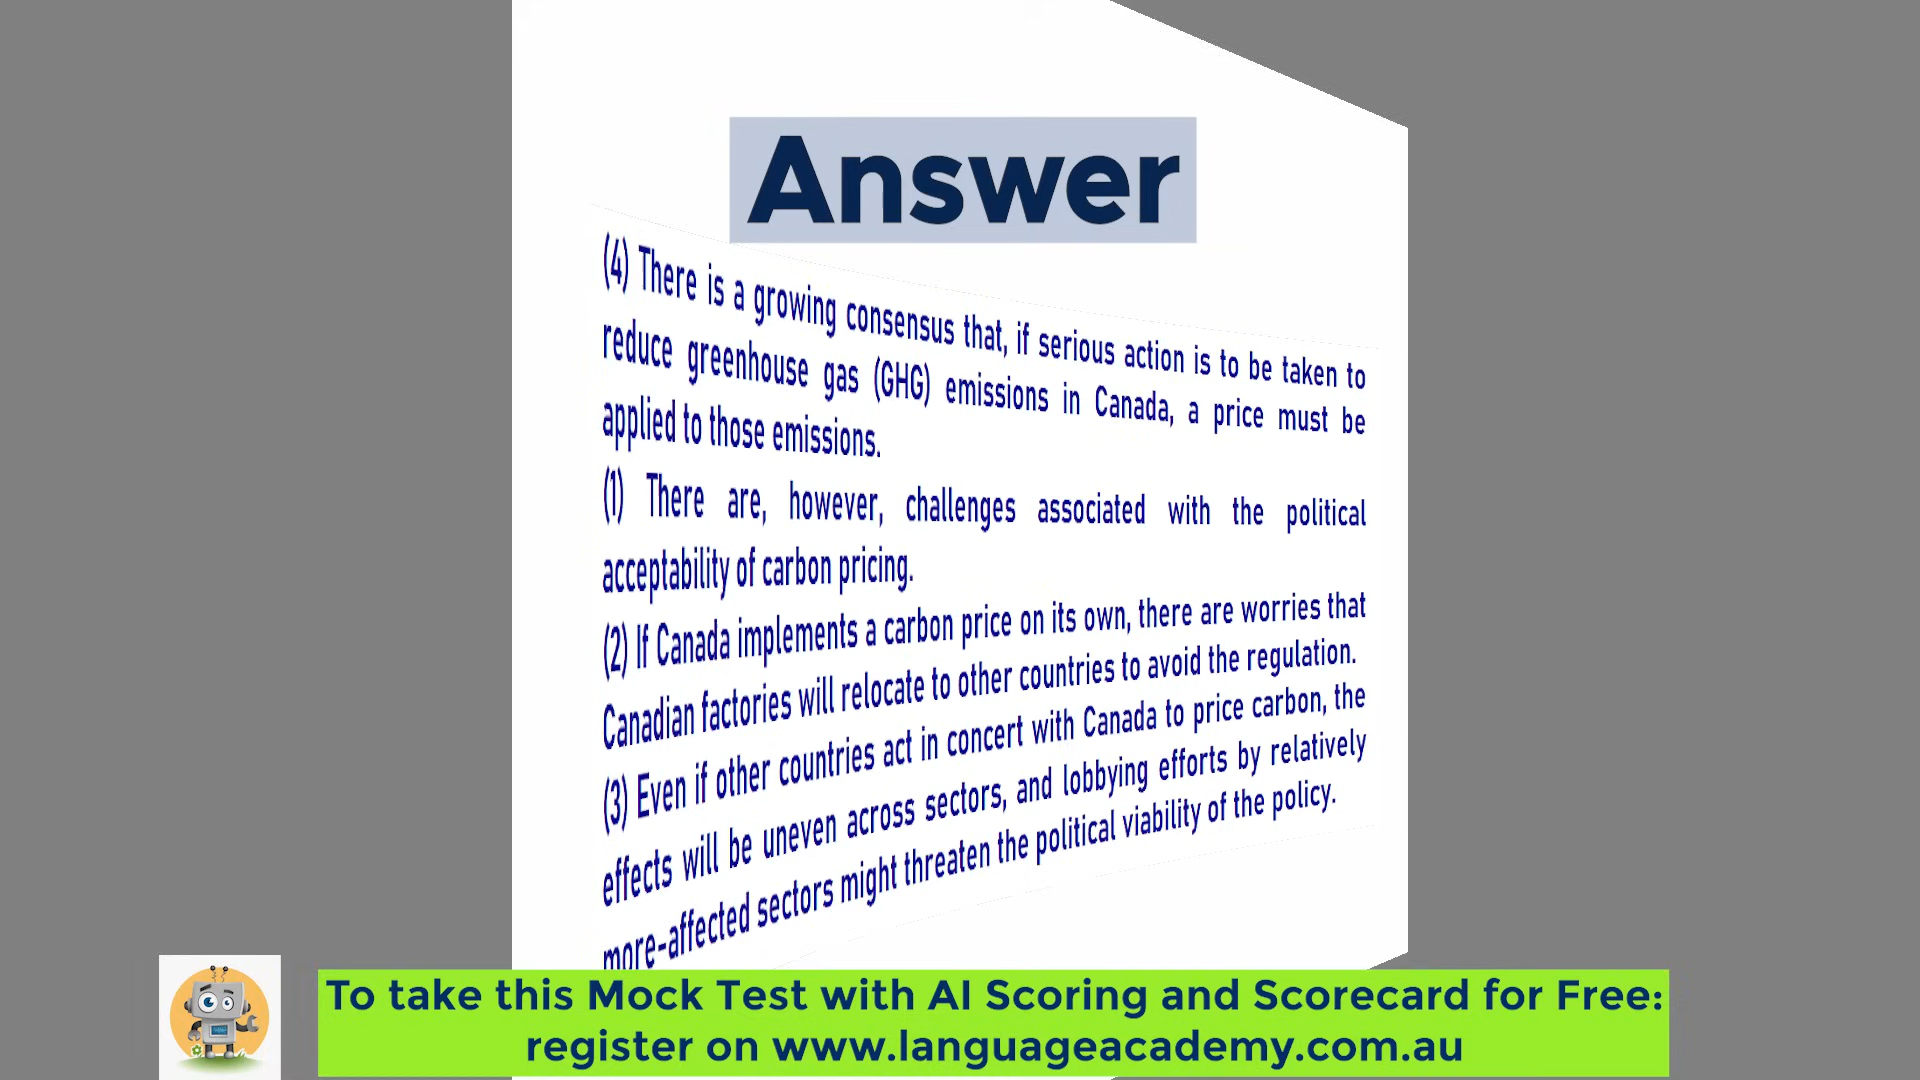 Answer
(4) There is a growing consensus that, if serious action is to be taken to
reduce greenhouse gas (GHG) emissions in Canada, a price must be
applied to those emissions.
(1) There are, however, challenges associated with the political
acceptability of carbon pricing.
(2) If Canada implements a carbon price on its own, there are worries that
Canadian factories will relocate to other countries to avoid the regulation.
(3) Even if other countries act in concert with Canada to price carbon, the
effects will be uneven across sectors, and lobbying efforts by relatively
more-affected sectors might threaten the political viability of the policy.
To take this Mock Test with AI Scoring and Scorecard for Free:
register on www.languageacademy.com.au